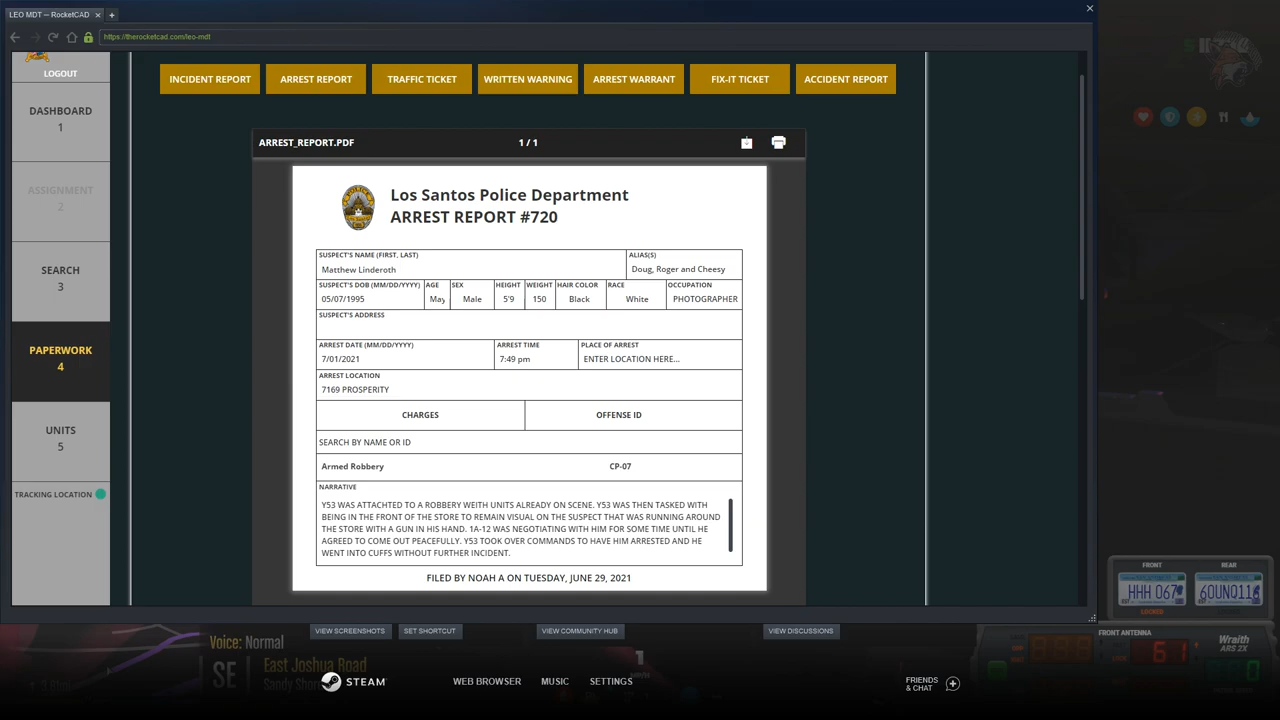 LEO MDT — RocketCAD
https://therocketcad.com/leo-mdt
LOGOUT
DASHBOARD
1
ASSIGNMENT
2
SEARCH
3
PAPERWORK
4
UNITS
5
TRACKING LOCATION
INCIDENT REPORT
ARREST REPORT
TRAFFIC TICKET
WRITTEN WARNING
ARREST WARRANT
FIX-IT TICKET
ACCIDENT REPORT
ARREST_REPORT.PDF 1 / 1
Los Santos Police Department
ARREST REPORT #720
SUSPECT'S NAME (FIRST, LAST) ALIAS(S)
Matthew Linderoth Doug, Roger and Cheesy
SUSPECT'S DOB (MM/DD/YYYY) AGE SEX HEIGHT WEIGHT HAIR COLOR RACE OCCUPATION
05/07/1995 May Male 5'9 150 Black White PHOTOGRAPHER
SUSPECT'S ADDRESS
ARREST DATE (MM/DD/YYYY) ARREST TIME PLACE OF ARREST
7/01/2021 7:49 pm ENTER LOCATION HERE...
ARREST LOCATION
7169 PROSPERITY
CHARGES OFFENSE ID
SEARCH BY NAME OR ID
Armed Robbery CP-07
NARRATIVE
Y53 WAS ATTACHTED TO A ROBBERY WEITH UNITS ALREADY ON SCENE. Y53 WAS THEN TASKED WITH
BEING IN THE FRONT OF THE STORE TO REMAIN VISUAL ON THE SUSPECT THAT WAS RUNNING AROUND
THE STORE WITH A GUN IN HIS HAND. 1A-12 WAS NEGOTIATING WITH HIM FOR SOME TIME UNTIL HE
AGREED TO COME OUT PEACEFULLY. Y53 TOOK OVER COMMANDS TO HAVE HIM ARRESTED AND HE
WENT INTO CUFFS WITHOUT FURTHER INCIDENT.
FILED BY NOAH A ON TUESDAY, JUNE 29, 2021
FRONT REAR
HHH 067 6OUNQ116
LOCKED
FRONT ANTENNA
61
Wraith
ARS 2X
VIEW SCREENSHOTS
SET SHORTCUT
VIEW COMMUNITY HUB
VIEW DISCUSSIONS
Voice: Normal
SE East Joshua Road
Sandy Shores
STEAM
WEB BROWSER
MUSIC
SETTINGS
FRIENDS
& CHAT